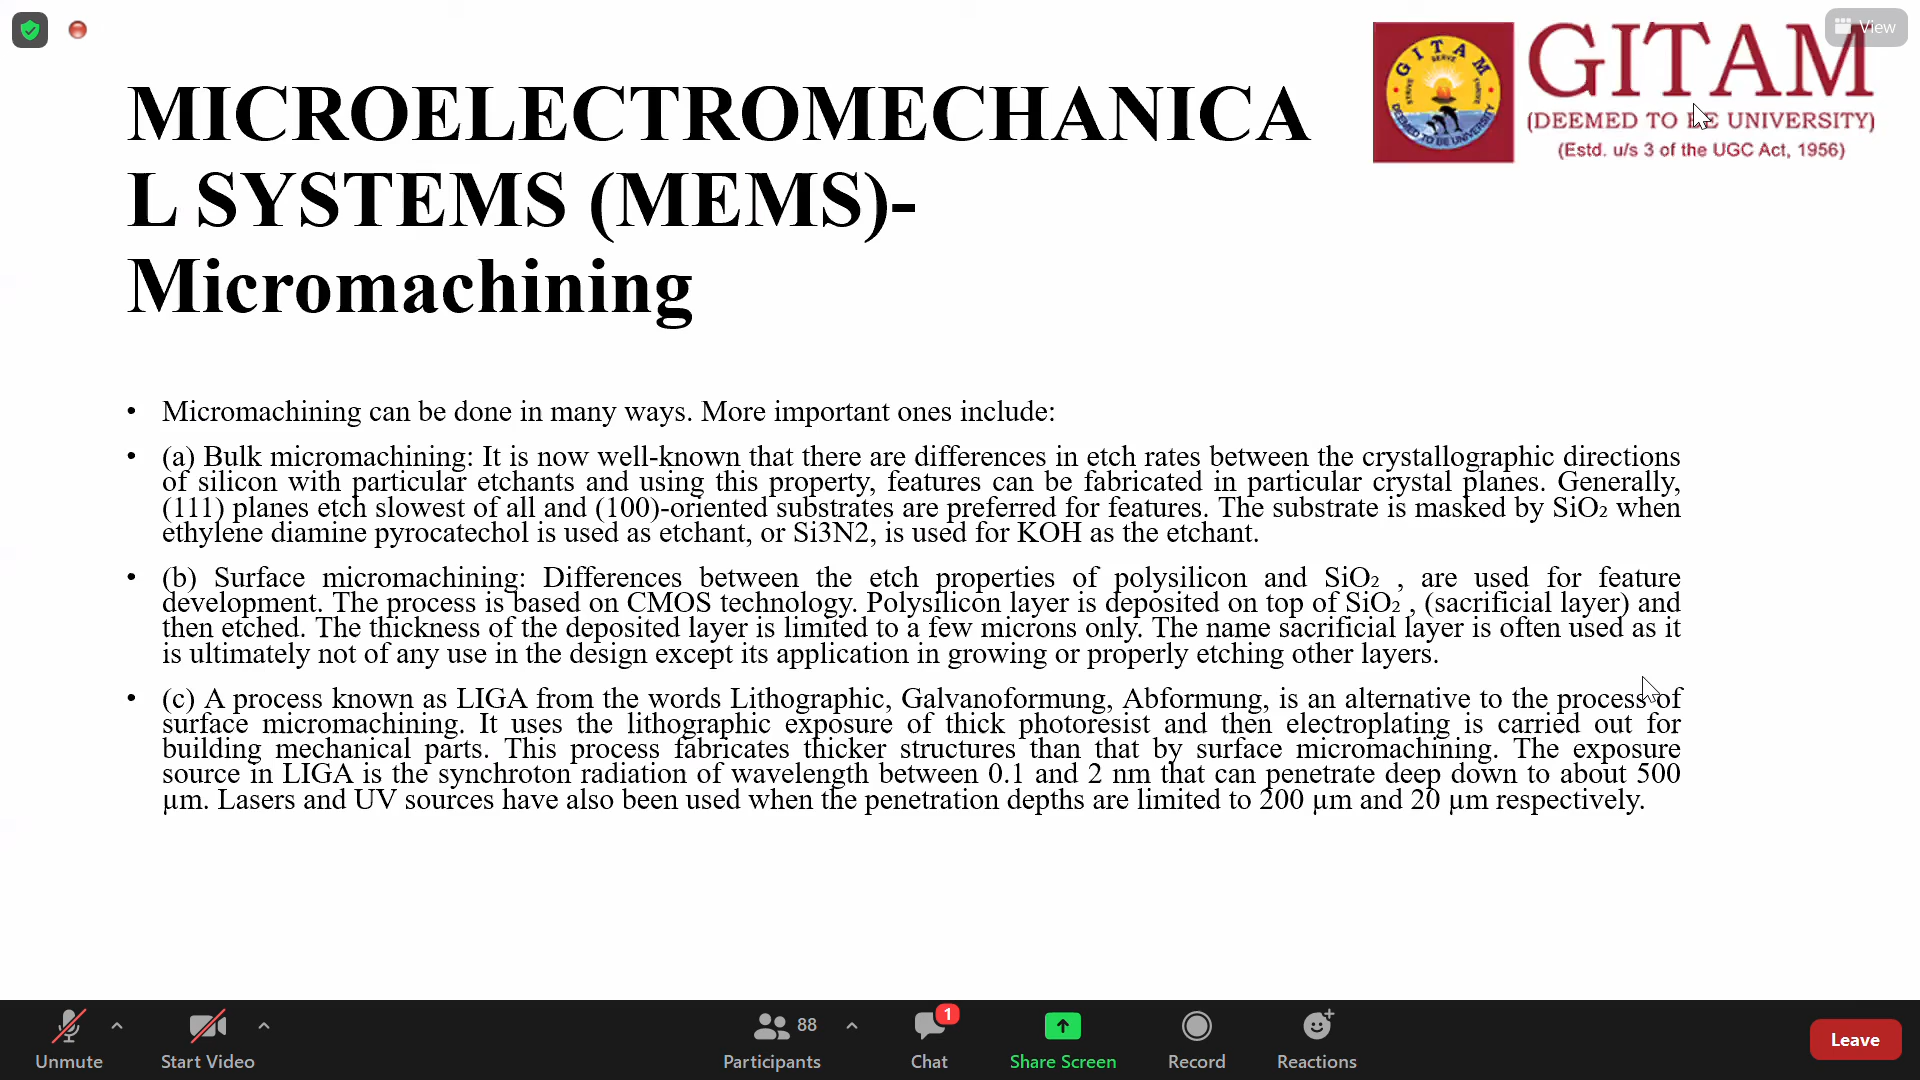 View
GITAM
(DEEMED TO BE UNIVERSITY)
(Estd. u/s 3 of the UGC Act, 1956)
GITAM
SERVE
DEEMED TO BE UNIVERSITY
MICROELECTROMECHANICA
L SYSTEMS (MEMS)-
Micromachining
• Micromachining can be done in many ways. More important ones include:
• (a) Bulk micromachining: It is now well-known that there are differences in etch rates between the crystallographic directions
of silicon with particular etchants and using this property, features can be fabricated in particular crystal planes. Generally,
(111) planes etch slowest of all and (100)-oriented substrates are preferred for features. The substrate is masked by SiO₂ when
ethylene diamine pyrocatechol is used as etchant, or Si3N2, is used for KOH as the etchant.
• (b) Surface micromachining: Differences between the etch properties of polysilicon and SiO₂ , are used for feature
development. The process is based on CMOS technology. Polysilicon layer is deposited on top of SiO₂ , (sacrificial layer) and
then etched. The thickness of the deposited layer is limited to a few microns only. The name sacrificial layer is often used as it
is ultimately not of any use in the design except its application in growing or properly etching other layers.
• (c) A process known as LIGA from the words Lithographic, Galvanoformung, Abformung, is an alternative to the process of
surface micromachining. It uses the lithographic exposure of thick photoresist and then electroplating is carried out for
building mechanical parts. This process fabricates thicker structures than that by surface micromachining. The exposure
source in LIGA is the synchroton radiation of wavelength between 0.1 and 2 nm that can penetrate deep down to about 500
µm. Lasers and UV sources have also been used when the penetration depths are limited to 200 µm and 20 µm respectively.
88
1
Unmute
Start Video
Participants
Chat
Share Screen
Record
Reactions
Leave